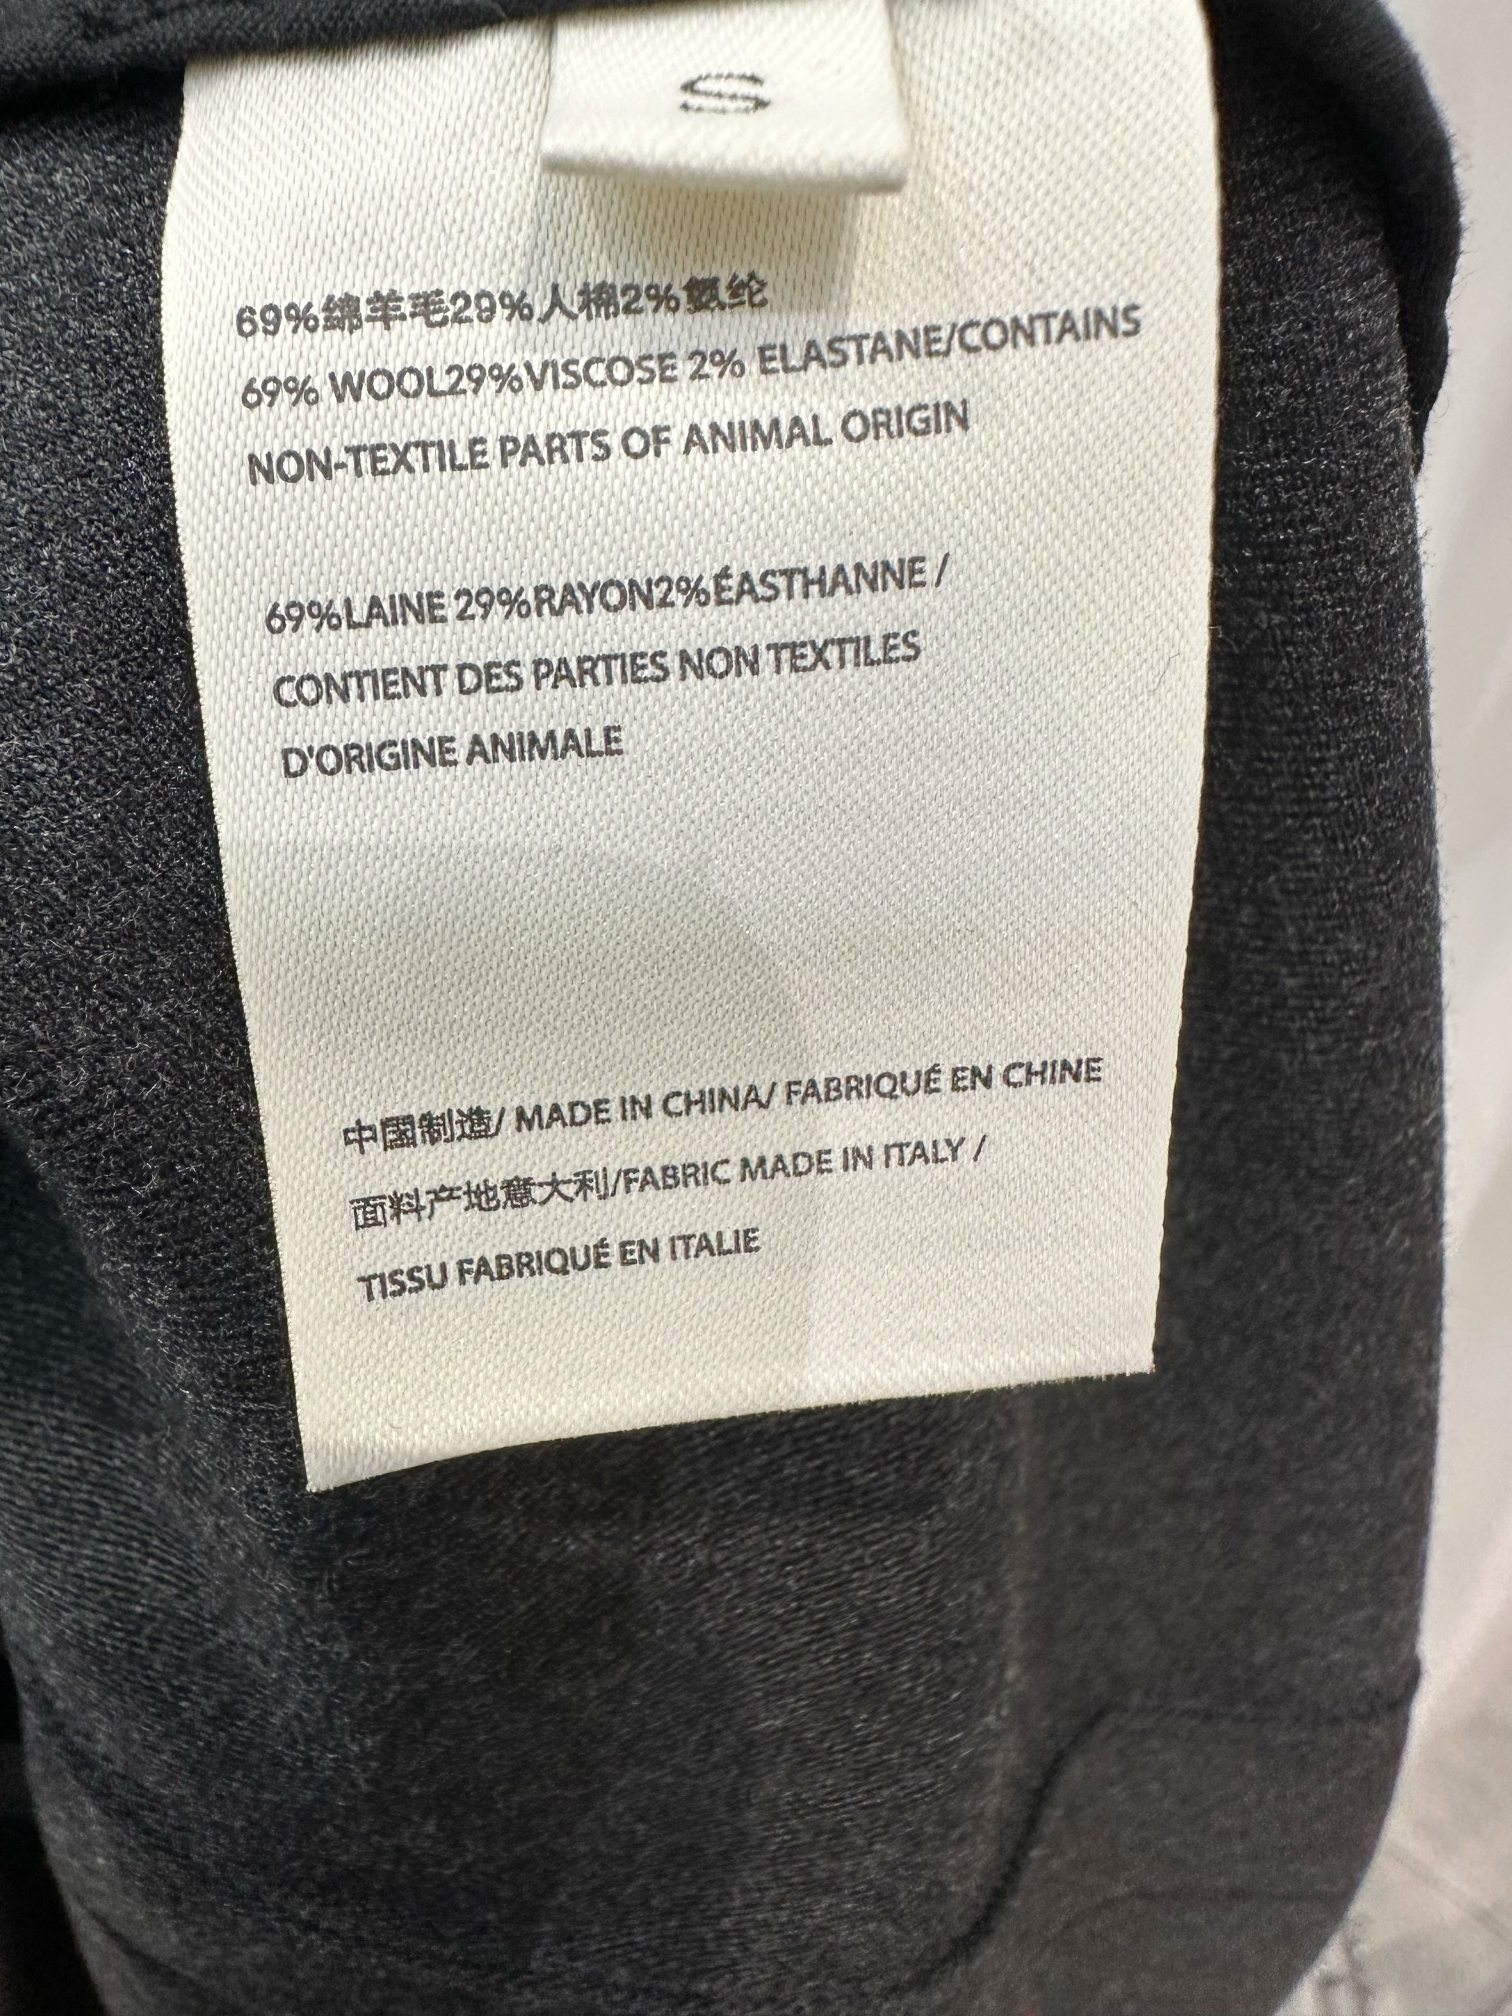 S
69%绵羊毛29%人棉2%氨纶
69% WOOL29%VISCOSE 2% ELASTANE/CONTAINS
NON-TEXTILE PARTS OF ANIMAL ORIGIN
69%LAINE 29%RAYON2%ÉASTHANNE /
CONTIENT DES PARTIES NON TEXTILES
D'ORIGINE ANIMALE
中国制造/ MADE IN CHINA/ FABRIQUÉ EN CHINE
面料产地意大利/FABRIC MADE IN ITALY /
TISSU FABRIQUÉ EN ITALIE